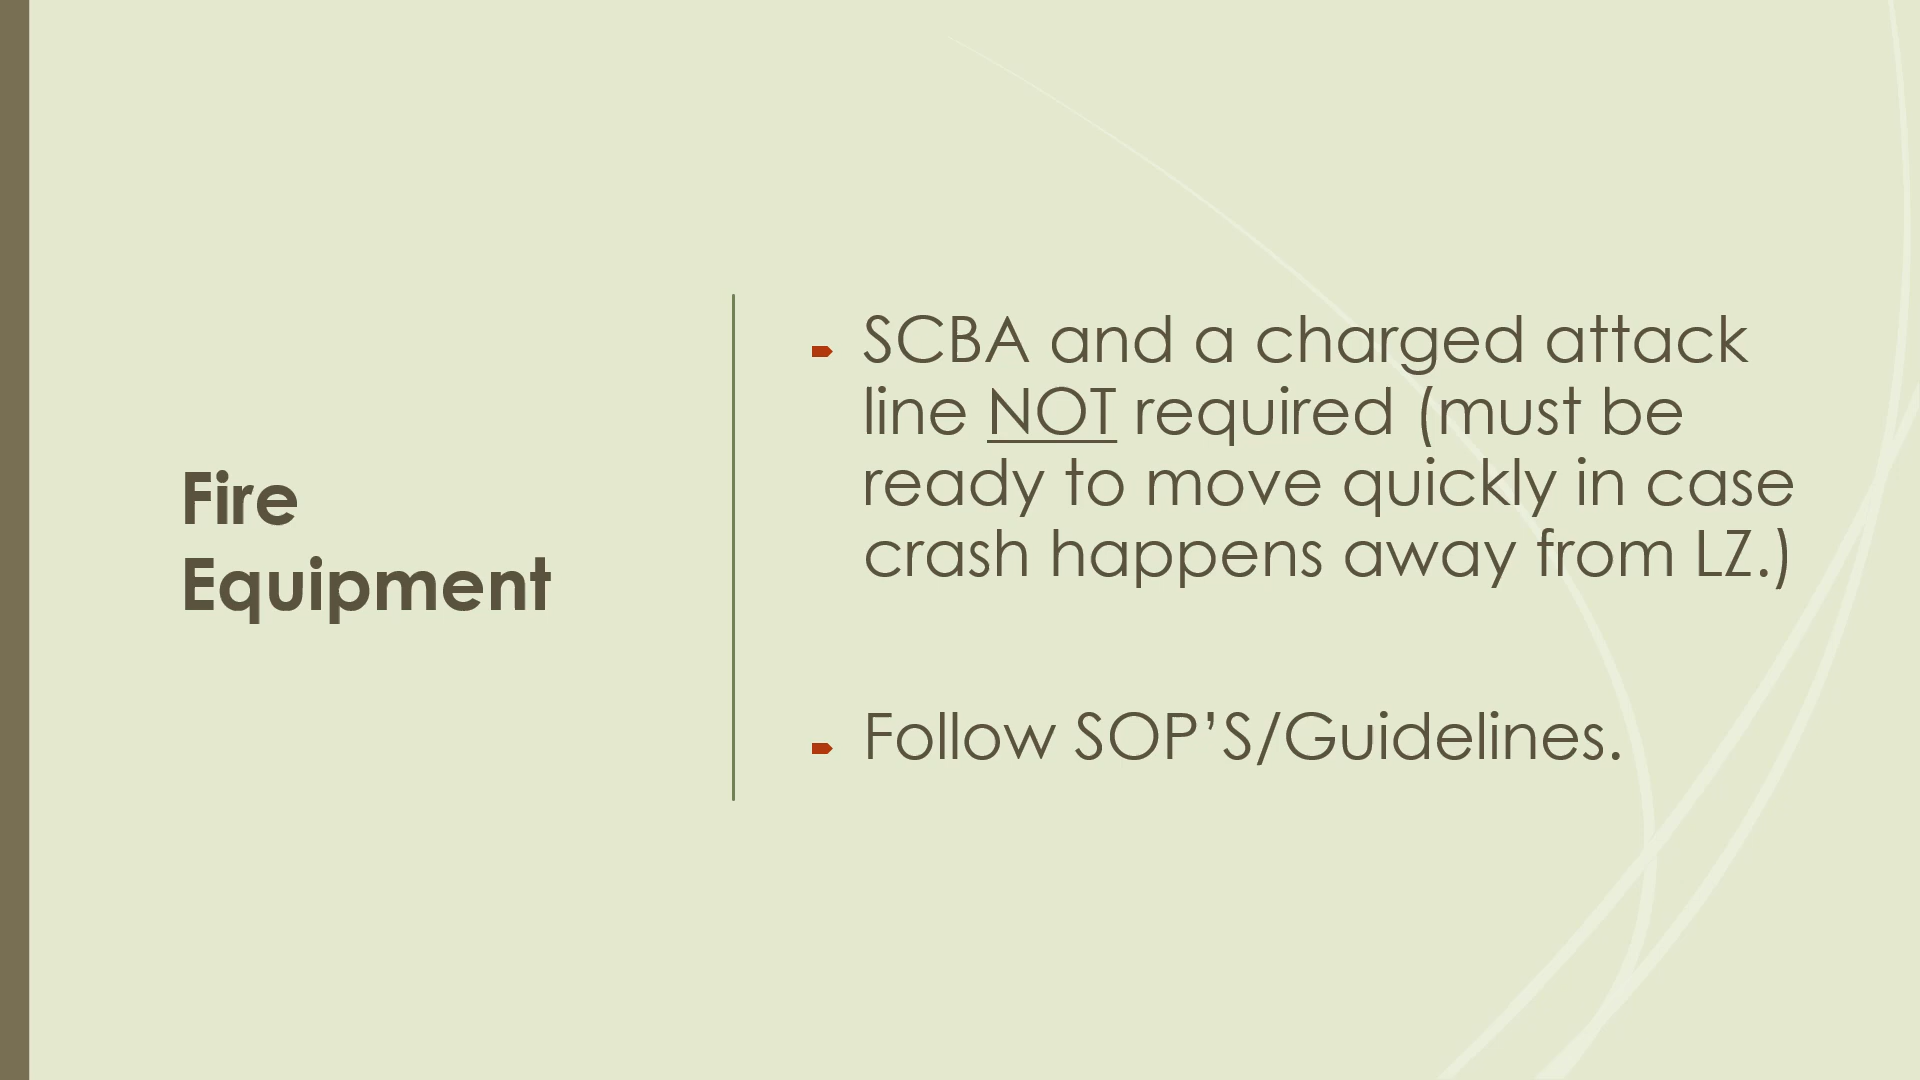 Fire
Equipment
SCBA and a charged attack
line NOT required (must be
ready to move quickly in case
crash happens away from LZ.)
Follow SOP’S/Guidelines.